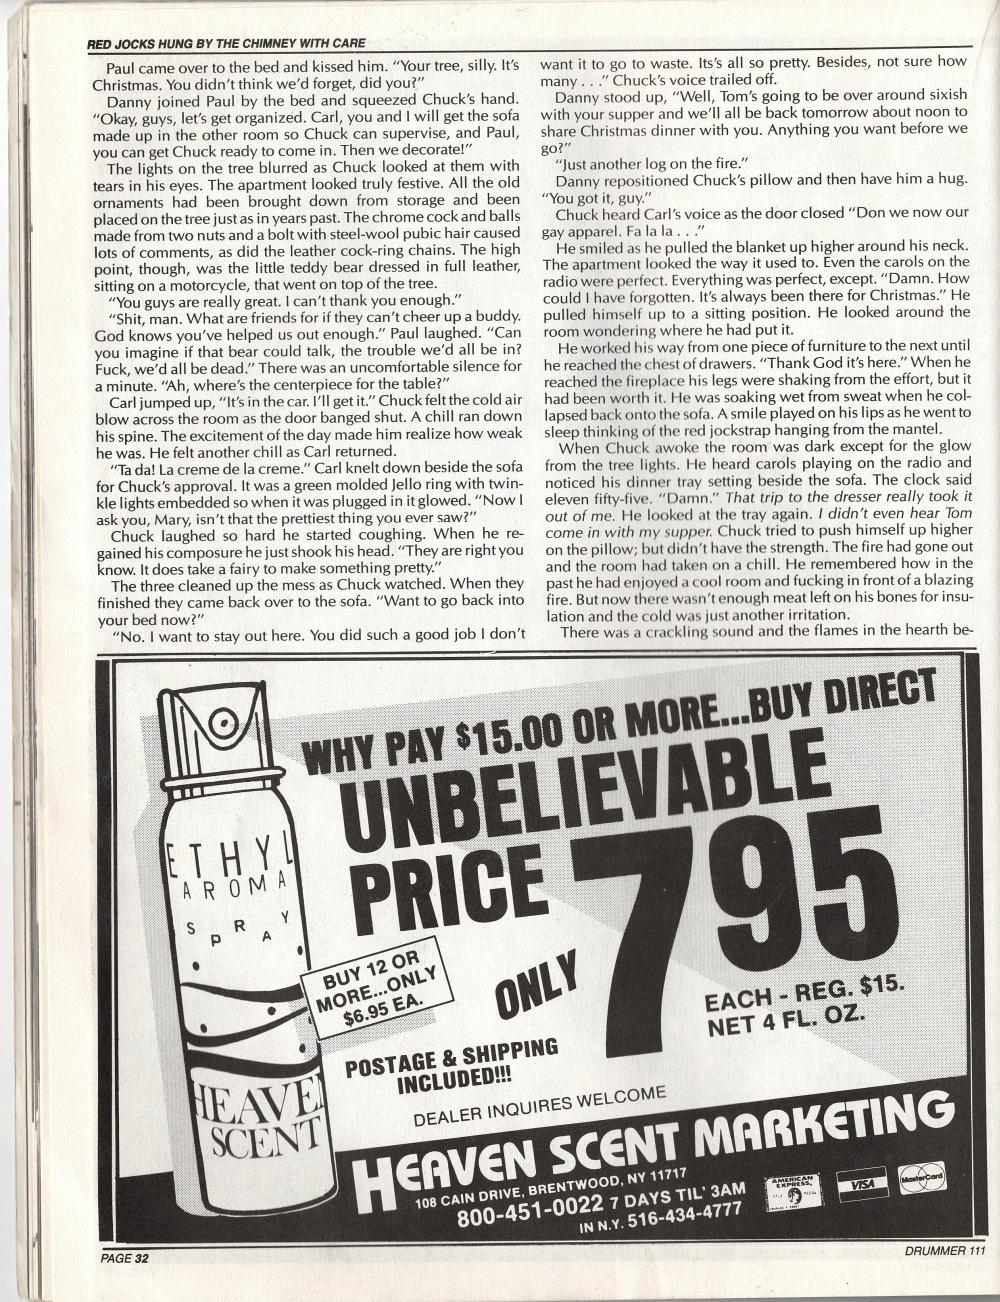 RED JOCKS HUNG BY THE CHIMNEY WITH CARE
Paul came over to the bed and kissed him. “Your tree, silly. It’s
Christmas. You didn’t think we’d forget, did you?”
Danny joined Paul by the bed and squeezed Chuck’s hand.
“Okay, guys, let’s get organized. Carl, you and I will get the sofa
made up in the other room so Chuck can supervise, and Paul,
you can get Chuck ready to come in. Then we decorate!”
The lights on the tree blurred as Chuck looked at them with
tears in his eyes. The apartment looked truly festive. All the old
ornaments had been brought down from storage and been
placed on the tree just as in years past. The chrome cock and balls
made from two nuts and a bolt with steel-wool pubic hair caused
lots of comments, as did the leather cock-ring chains. The high
point, though, was the little teddy bear dressed in full leather,
sitting on a motorcycle, that went on top of the tree.
“You guys are really great. I can’t thank you enough.”
“Shit, man. What are friends for if they can’t cheer up a buddy.
God knows you’ve helped us out enough.” Paul laughed. “Can
you imagine if that bear could talk, the trouble we’d all be in?
Fuck, we’d all be dead.” There was an uncomfortable silence for
a minute. “Ah, where’s the centerpiece for the table?”
Carl jumped up, “It’s in the car. I’ll get it.” Chuck felt the cold air
blow across the room as the door banged shut. A chill ran down
his spine. The excitement of the day made him realize how weak
he was. He felt another chill as Carl returned.
“Ta da! La creme de la creme.” Carl knelt down beside the sofa
for Chuck’s approval. It was a green molded Jello ring with twin-
kle lights embedded so when it was plugged in it glowed. “Now I
ask you, Mary, isn’t that the prettiest thing you ever saw?”
Chuck laughed so hard he started coughing. When he re-
gained his composure he just shook his head. “They are right you
know. It does take a fairy to make something pretty.”
The three cleaned up the mess as Chuck watched. When they
finished they came back over to the sofa. “Want to go back into
your bed now?”
“No. I want to stay out here. You did such a good job I don’t
want it to go to waste. Its’s all so pretty. Besides, not sure how
many . . .” Chuck’s voice trailed off.
Danny stood up, “Well, Tom’s going to be over around sixish
with your supper and we’ll all be back tomorrow about noon to
share Christmas dinner with you. Anything you want before we
go?”
“Just another log on the fire.”
Danny repositioned Chuck’s pillow and then have him a hug.
“You got it, guy.”
Chuck heard Carl’s voice as the door closed “Don we now our
gay apparel. Fa la la . . .”
He smiled as he pulled the blanket up higher around his neck.
The apartment looked the way it used to. Even the carols on the
radio were perfect. Everything was perfect, except. “Damn. How
could I have forgotten. It’s always been there for Christmas.” He
pulled himself up to a sitting position. He looked around the
room wondering where he had put it.
He worked his way from one piece of furniture to the next until
he reached the chest of drawers. “Thank God it’s here.” When he
reached the fireplace his legs were shaking from the effort, but it
had been worth it. He was soaking wet from sweat when he col-
lapsed back onto the sofa. A smile played on his lips as he went to
sleep thinking of the red jockstrap hanging from the mantel.
When Chuck awoke the room was dark except for the glow
from the tree lights. He heard carols playing on the radio and
noticed his dinner tray setting beside the sofa. The clock said
eleven fifty-five. “Damn.” That trip to the dresser really took it
out of me. He looked at the tray again. I didn’t even hear Tom
come in with my supper. Chuck tried to push himself up higher
on the pillow; but didn’t have the strength. The fire had gone out
and the room had taken on a chill. He remembered how in the
past he had enjoyed a cool room and fucking in front of a blazing
fire. But now there wasn’t enough meat left on his bones for insu-
lation and the cold was just another irritation.
There was a crackling sound and the flames in the hearth be-
WHY PAY $15.00 OR MORE...BUY DIRECT
UNBELIEVABLE
PRICE
ONLY
7 95
EACH - REG. $15.
NET 4 FL. OZ.
ETHYL
AROMA
SPRAY
HEAVEN
SCENT
BUY 12 OR
MORE...ONLY
$6.95 EA.
POSTAGE & SHIPPING
INCLUDED!!!
DEALER INQUIRES WELCOME
HEAVEN SCENT MARKETING
108 CAIN DRIVE, BRENTWOOD, NY 11717
800-451-0022 7 DAYS TIL’ 3AM
IN N.Y. 516-434-4777
AMERICAN
EXPRESS
VISA
MasterCard
PAGE 32
DRUMMER 111